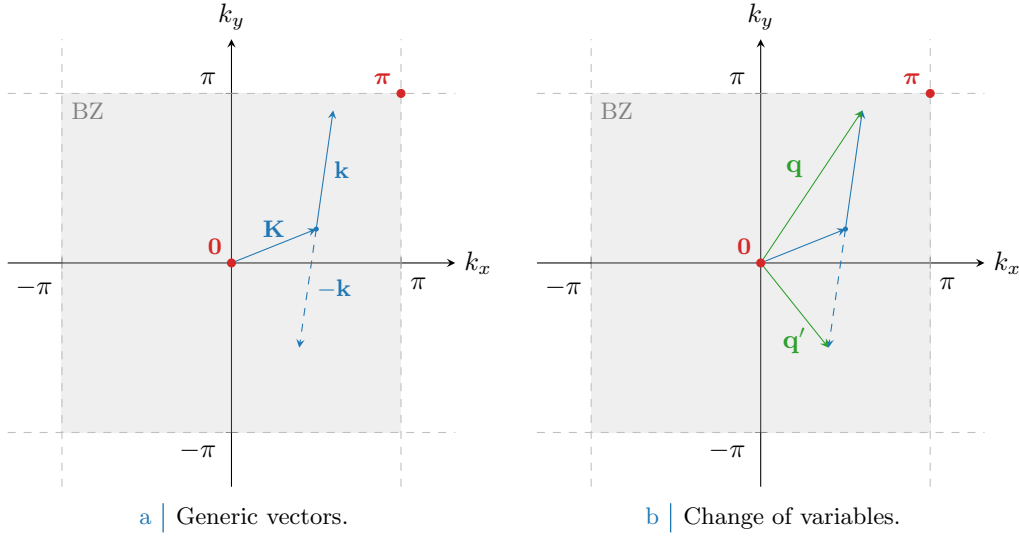 k_y
π
π
BZ
k
K
0
k_x
−π
π
−k
−π
a | Generic vectors.
k_y
π
π
BZ
q
0
k_x
−π
π
q′
−π
b | Change of variables.